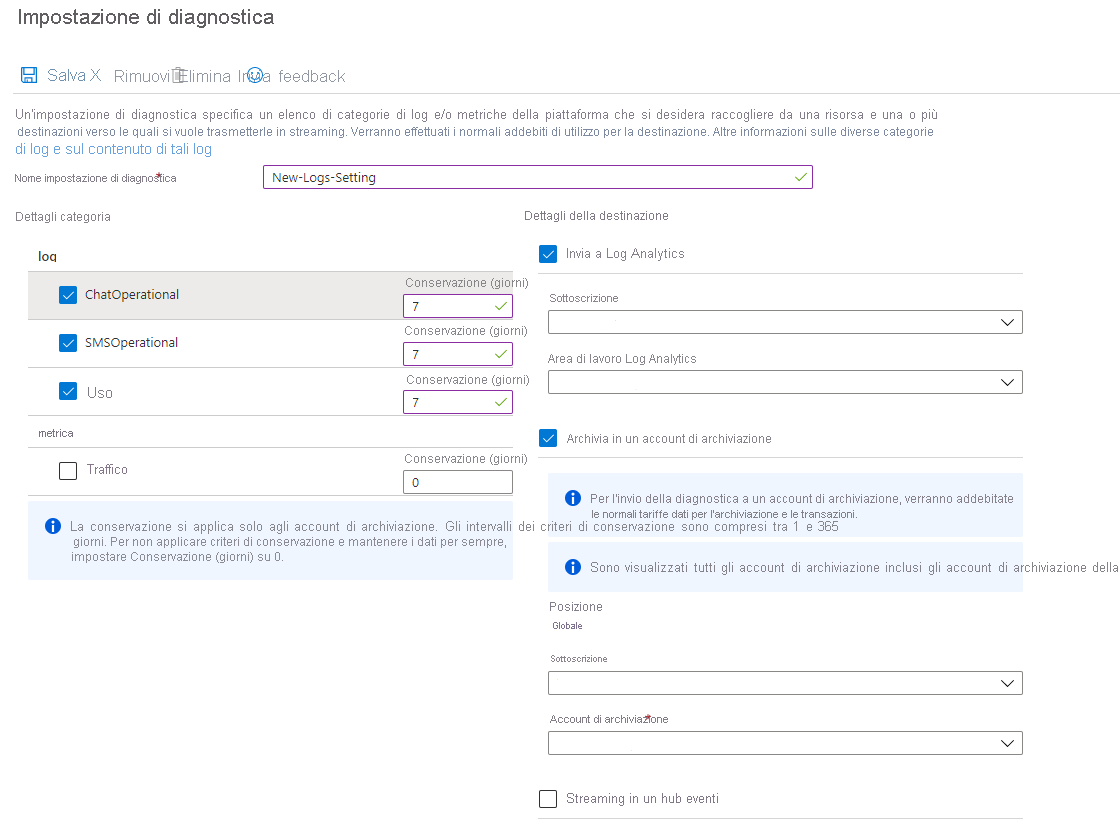 Impostazione di diagnostica
Salva X Rimuovi Elimina Invia feedback
Un'impostazione di diagnostica specifica un elenco di categorie di log e/o metriche della piattaforma che si desidera raccogliere da una risorsa e una o più
destinazioni verso le quali si vuole trasmetterle in streaming. Verranno effettuati i normali addebiti di utilizzo per la destinazione. Altre informazioni sulle diverse categorie
di log e sul contenuto di tali log
Nome impostazione di diagnostica *
New-Logs-Setting
Dettagli categoria
log
ChatOperational
Conservazione (giorni)
7
SMSOperational
Conservazione (giorni)
7
Uso
Conservazione (giorni)
7
metrica
Traffico
Conservazione (giorni)
0
La conservazione si applica solo agli account di archiviazione. Gli intervalli dei criteri di conservazione sono compresi tra 1 e 365
giorni. Per non applicare criteri di conservazione e mantenere i dati per sempre,
impostare Conservazione (giorni) su 0.
Dettagli della destinazione
Invia a Log Analytics
Sottoscrizione
Area di lavoro Log Analytics
Archivia in un account di archiviazione
Per l'invio della diagnostica a un account di archiviazione, verranno addebitate
le normali tariffe dati per l'archiviazione e le transazioni.
Sono visualizzati tutti gli account di archiviazione inclusi gli account di archiviazione della
Posizione
Globale
Sottoscrizione
Account di archiviazione *
Streaming in un hub eventi